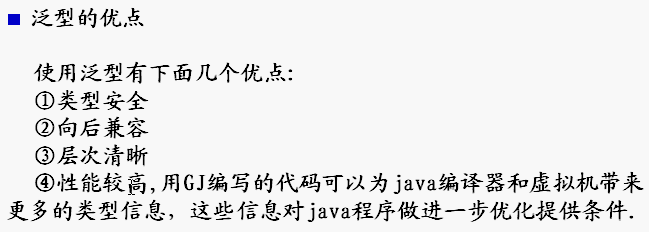 ■ 泛型的优点
使用泛型有下面几个优点:
①类型安全
②向后兼容
③层次清晰
④性能较高,用GJ编写的代码可以为java编译器和虚拟机带来
更多的类型信息，这些信息对java程序做进一步优化提供条件.